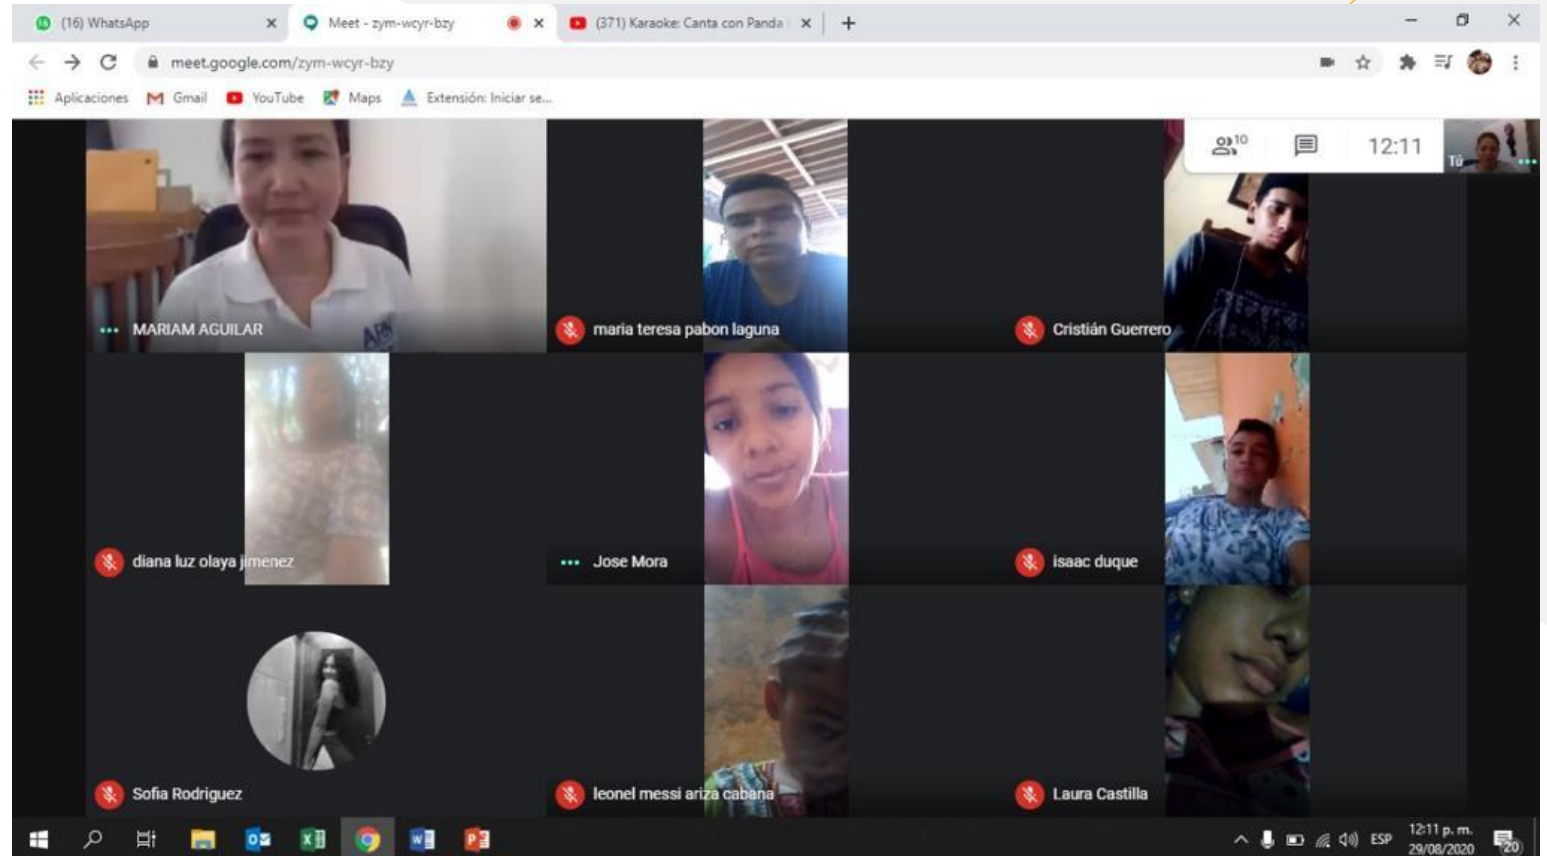 (16) WhatsApp
Meet - zym-wcyr-bzy
(371) Karaoke: Canta con Panda
meet.google.com/zym-wcyr-bzy
Aplicaciones
Gmail
YouTube
Maps
Extensión: Iniciar se...
10
12:11
Tú
MARIAM AGUILAR
maria teresa pabon laguna
Cristián Guerrero
diana luz olaya jimenez
Jose Mora
isaac duque
Sofia Rodriguez
leonel messi ariza cabana
Laura Castilla
ESP
12:11 p. m.
29/08/2020
20